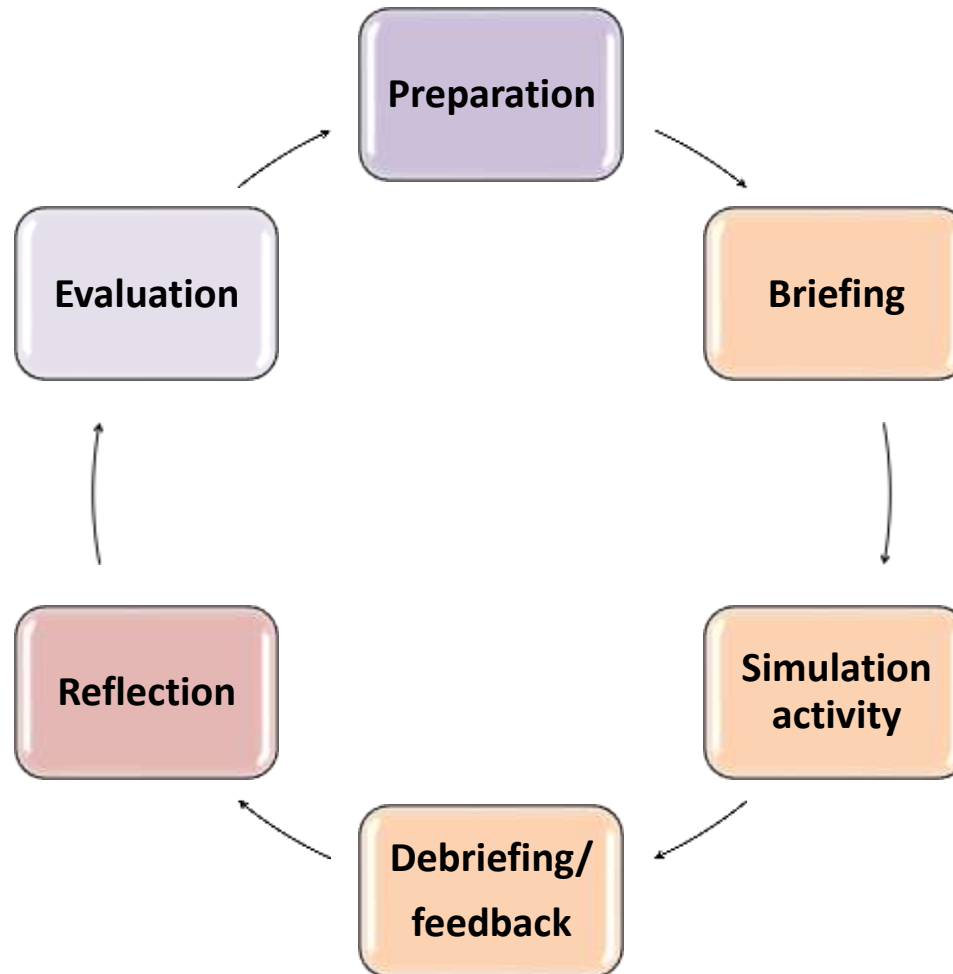 Preparation
Briefing
Simulation
activity
Debriefing/
feedback
Reflection
Evaluation